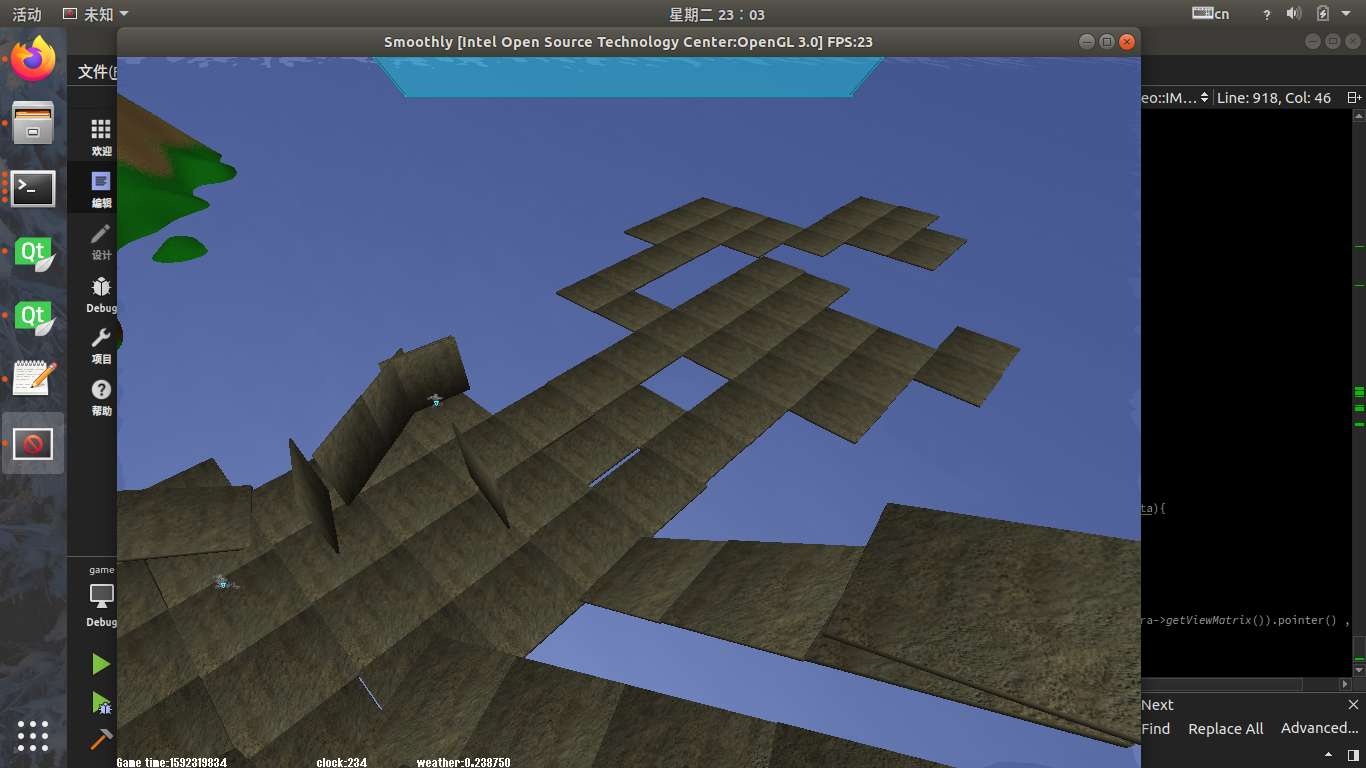 活动
未知
星期二 23：03
cn
?
Smoothly [Intel Open Source Technology Center:OpenGL 3.0] FPS:23
文件(
eo::IM...
Line: 918, Col: 46
欢迎
编辑
设计
Debug
项目
帮助
Qt
Qt
ta){
game
Debug
ra->getViewMatrix()).pointer() ,
Next
Find
Replace All
Advanced...
Game time:1592319834
clock:234
weather:0.238750